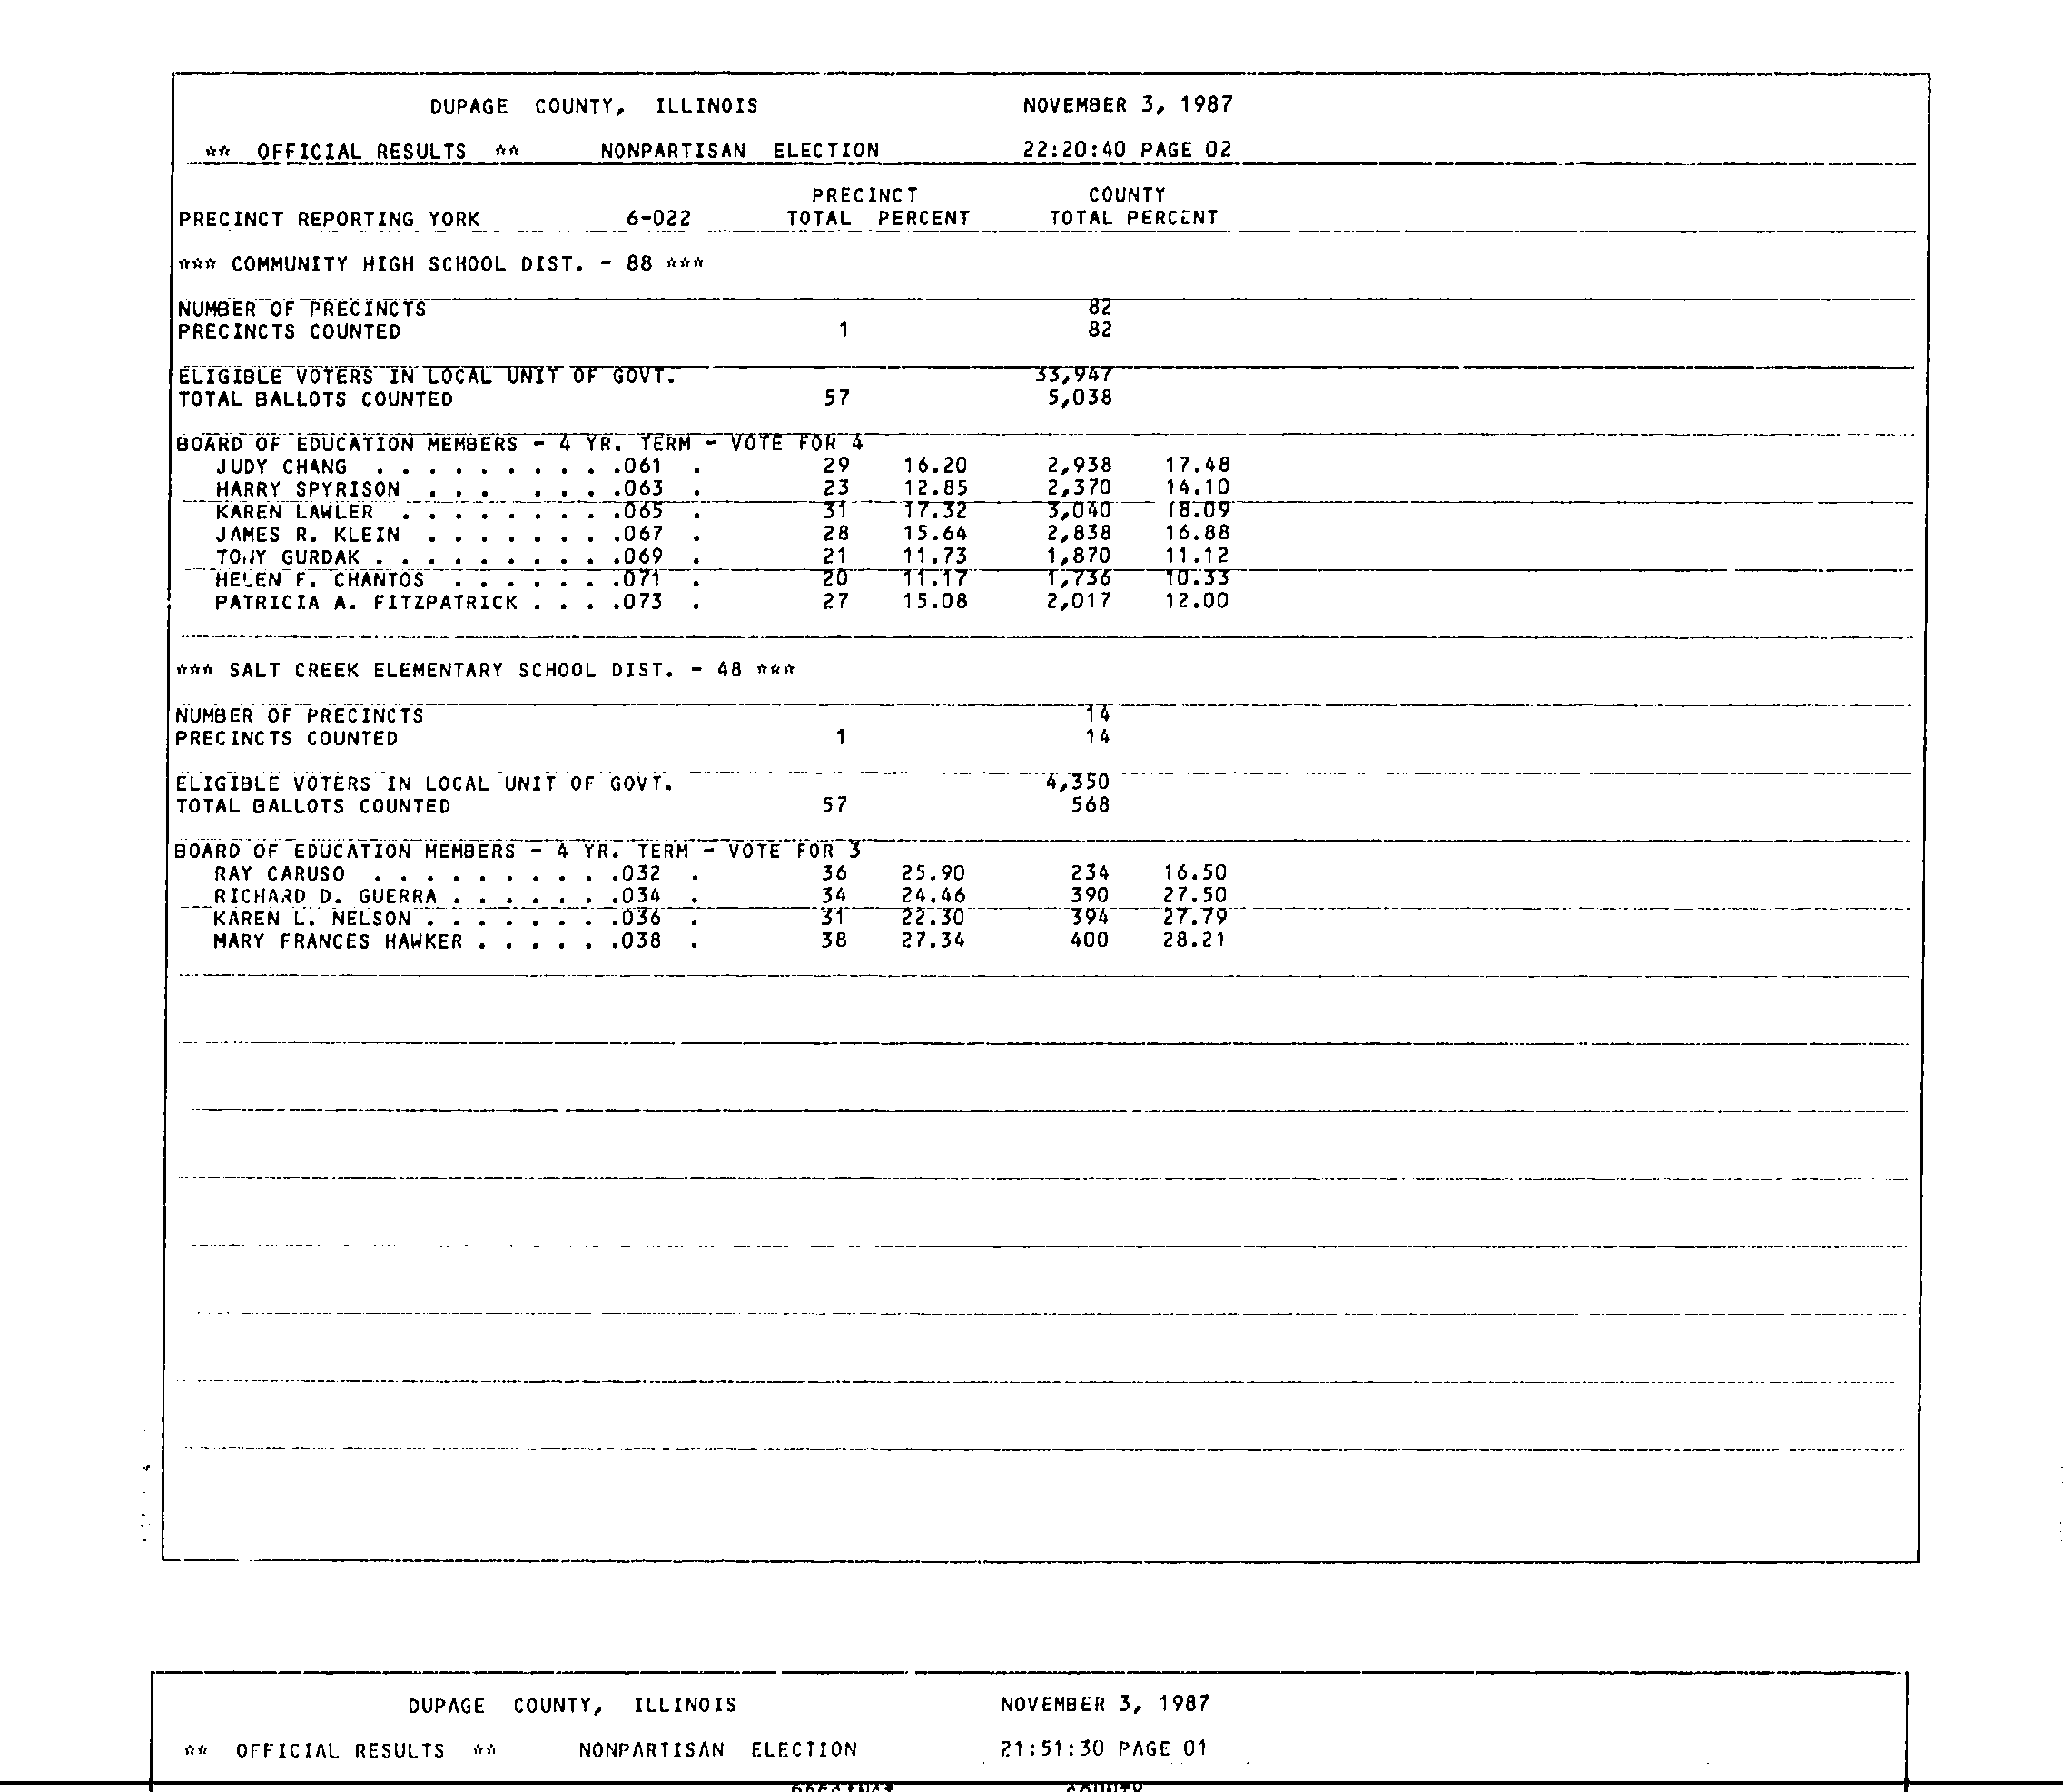 DUPAGE COUNTY, ILLINOIS NOVEMBER 3, 1987
** OFFICIAL RESULTS ** NONPARTISAN ELECTION 22:20:40 PAGE 02
PRECINCT COUNTY
PRECINCT REPORTING YORK 6-022 TOTAL PERCENT TOTAL PERCENT
*** COMMUNITY HIGH SCHOOL DIST. - 88 ***
NUMBER OF PRECINCTS 82
PRECINCTS COUNTED 1 82
ELIGIBLE VOTERS IN LOCAL UNIT OF GOVT. 33,947
TOTAL BALLOTS COUNTED 57 5,038
BOARD OF EDUCATION MEMBERS - 4 YR. TERM - VOTE FOR 4
JUDY CHANG . . . . . . . . . .061 . 29 16.20 2,938 17.48
HARRY SPYRISON . . . . . . . .063 . 23 12.85 2,370 14.10
KAREN LAWLER . . . . . . . . .065 . 31 17.32 3,040 18.09
JAMES R. KLEIN . . . . . . . .067 . 28 15.64 2,838 16.88
TONY GURDAK . . . . . . . . . .069 . 21 11.73 1,870 11.12
HELEN F. CHANTOS . . . . . . .071 . 20 11.17 1,736 10.33
PATRICIA A. FITZPATRICK . . . .073 . 27 15.08 2,017 12.00
*** SALT CREEK ELEMENTARY SCHOOL DIST. - 48 ***
NUMBER OF PRECINCTS 14
PRECINCTS COUNTED 1 14
ELIGIBLE VOTERS IN LOCAL UNIT OF GOVT. 4,350
TOTAL BALLOTS COUNTED 57 568
BOARD OF EDUCATION MEMBERS - 4 YR. TERM - VOTE FOR 3
RAY CARUSO . . . . . . . . . .032 . 36 25.90 234 16.50
RICHARD D. GUERRA . . . . . . .034 . 34 24.46 390 27.50
KAREN L. NELSON . . . . . . . .036 . 31 22.30 394 27.79
MARY FRANCES HAWKER . . . . . .038 . 38 27.34 400 28.21
DUPAGE COUNTY, ILLINOIS NOVEMBER 3, 1987
** OFFICIAL RESULTS ** NONPARTISAN ELECTION 21:51:30 PAGE 01